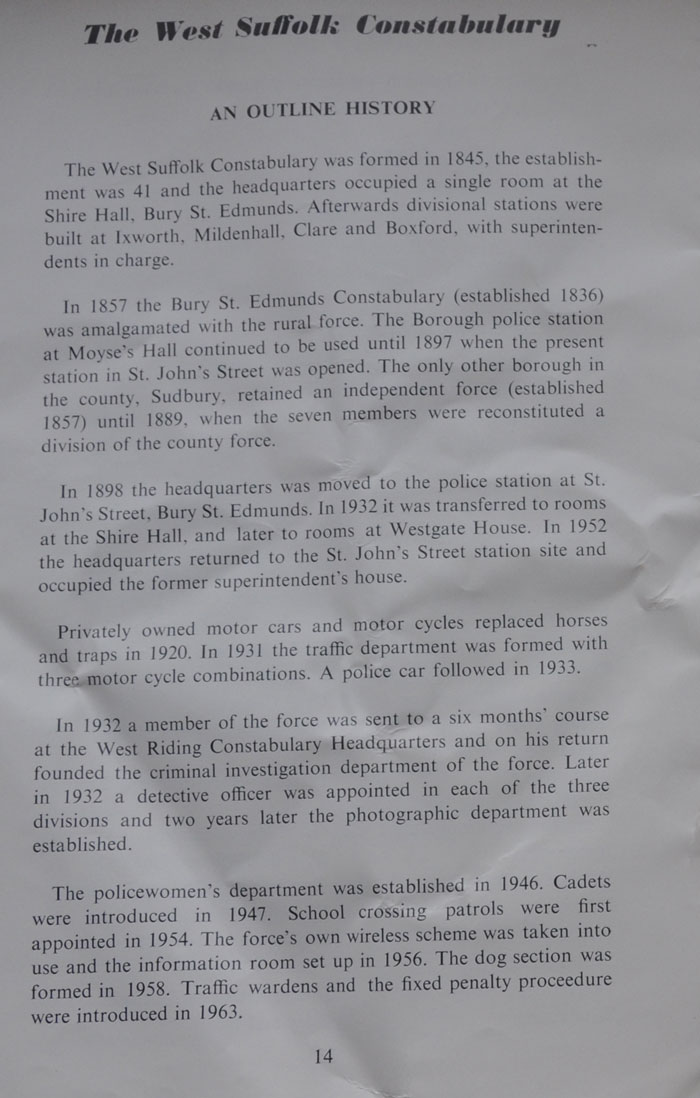 The West Suffolk Constabulary
AN OUTLINE HISTORY
The West Suffolk Constabulary was formed in 1845, the establish-
ment was 41 and the headquarters occupied a single room at the
Shire Hall, Bury St. Edmunds. Afterwards divisional stations were
built at Ixworth, Mildenhall, Clare and Boxford, with superinten-
dents in charge.
In 1857 the Bury St. Edmunds Constabulary (established 1836)
was amalgamated with the rural force. The Borough police station
at Moyse's Hall continued to be used until 1897 when the present
station in St. John's Street was opened. The only other borough in
the county, Sudbury, retained an independent force (established
1857) until 1889, when the seven members were reconstituted a
division of the county force.
In 1898 the headquarters was moved to the police station at St.
John's Street, Bury St. Edmunds. In 1932 it was transferred to rooms
at the Shire Hall, and later to rooms at Westgate House. In 1952
the headquarters returned to the St. John's Street station site and
occupied the former superintendent's house.
Privately owned motor cars and motor cycles replaced horses
and traps in 1920. In 1931 the traffic department was formed with
three motor cycle combinations. A police car followed in 1933.
In 1932 a member of the force was sent to a six months' course
at the West Riding Constabulary Headquarters and on his return
founded the criminal investigation department of the force. Later
in 1932 a detective officer was appointed in each of the three
divisions and two years later the photographic department was
established.
The policewomen's department was established in 1946. Cadets
were introduced in 1947. School crossing patrols were first
appointed in 1954. The force's own wireless scheme was taken into
use and the information room set up in 1956. The dog section was
formed in 1958. Traffic wardens and the fixed penalty proceedure
were introduced in 1963.
14